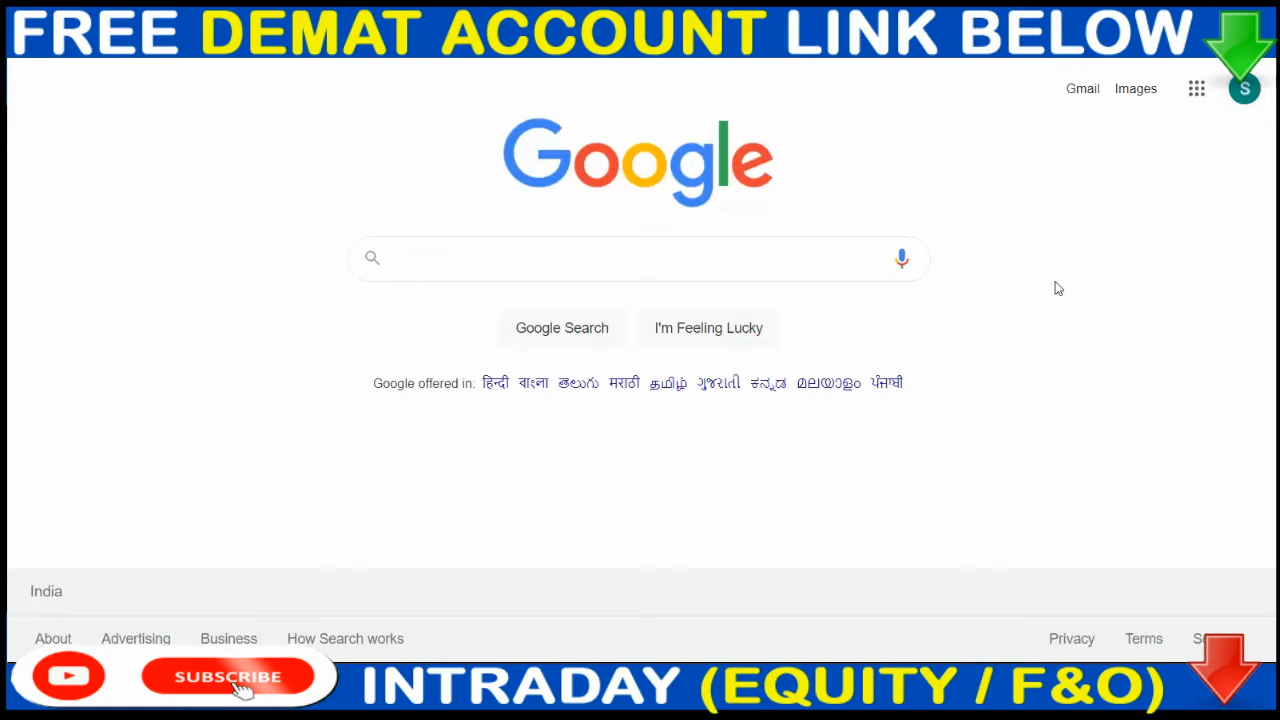 FREE DEMAT ACCOUNT LINK BELOW
Gmail Images
S
Google
Google Search I'm Feeling Lucky
Google offered in: हिन्दी বাংলা తెలుగు मराठी தமிழ் ગુજરાતી ಕನ್ನಡ മലയാളം ਪੰਜਾਬੀ
India
About Advertising Business How Search works Privacy Terms
SUBSCRIBE
INTRADAY (EQUITY / F&O)